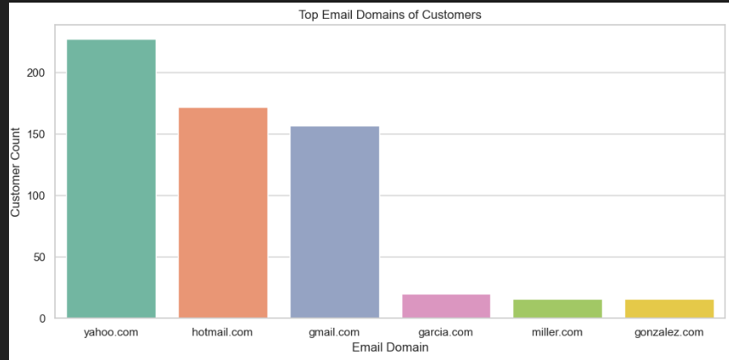 Top Email Domains of Customers
Customer Count
200
150
100
50
0
yahoo.com hotmail.com gmail.com garcia.com miller.com gonzalez.com
Email Domain